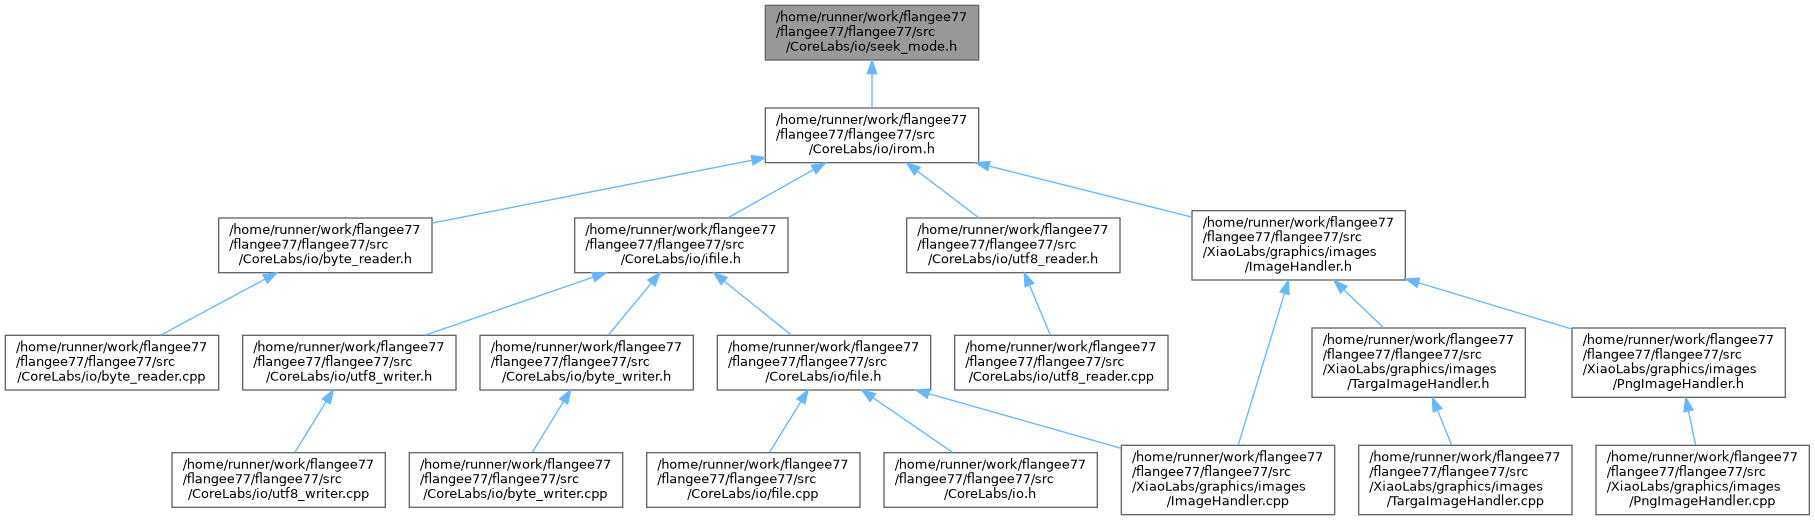 /home/runner/work/flangee77
/flangee77/flangee77/src
/CoreLabs/io/seek_mode.h
/home/runner/work/flangee77
/flangee77/flangee77/src
/CoreLabs/io/irom.h
/home/runner/work/flangee77
/flangee77/flangee77/src
/CoreLabs/io/byte_reader.h
/home/runner/work/flangee77
/flangee77/flangee77/src
/CoreLabs/io/ifile.h
/home/runner/work/flangee77
/flangee77/flangee77/src
/CoreLabs/io/utf8_reader.h
/home/runner/work/flangee77
/flangee77/flangee77/src
/XiaoLabs/graphics/images
/ImageHandler.h
/home/runner/work/flangee77
/flangee77/flangee77/src
/CoreLabs/io/byte_reader.cpp
/home/runner/work/flangee77
/flangee77/flangee77/src
/CoreLabs/io/utf8_writer.h
/home/runner/work/flangee77
/flangee77/flangee77/src
/CoreLabs/io/byte_writer.h
/home/runner/work/flangee77
/flangee77/flangee77/src
/CoreLabs/io/file.h
/home/runner/work/flangee77
/flangee77/flangee77/src
/CoreLabs/io/utf8_reader.cpp
/home/runner/work/flangee77
/flangee77/flangee77/src
/XiaoLabs/graphics/images
/TargaImageHandler.h
/home/runner/work/flangee77
/flangee77/flangee77/src
/XiaoLabs/graphics/images
/PngImageHandler.h
/home/runner/work/flangee77
/flangee77/flangee77/src
/CoreLabs/io/utf8_writer.cpp
/home/runner/work/flangee77
/flangee77/flangee77/src
/CoreLabs/io/byte_writer.cpp
/home/runner/work/flangee77
/flangee77/flangee77/src
/CoreLabs/io/file.cpp
/home/runner/work/flangee77
/flangee77/flangee77/src
/CoreLabs/io.h
/home/runner/work/flangee77
/flangee77/flangee77/src
/XiaoLabs/graphics/images
/ImageHandler.cpp
/home/runner/work/flangee77
/flangee77/flangee77/src
/XiaoLabs/graphics/images
/TargaImageHandler.cpp
/home/runner/work/flangee77
/flangee77/flangee77/src
/XiaoLabs/graphics/images
/PngImageHandler.cpp